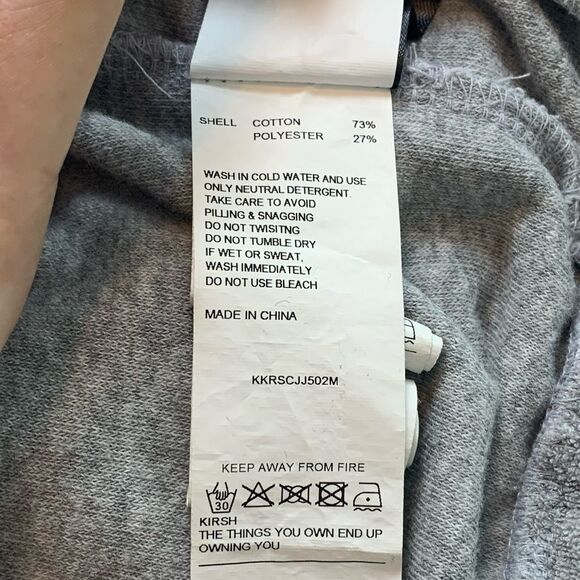 SHELL COTTON 73%
POLYESTER 27%
WASH IN COLD WATER AND USE
ONLY NEUTRAL DETERGENT.
TAKE CARE TO AVOID
PILLING & SNAGGING
DO NOT TWISITNG
DO NOT TUMBLE DRY
IF WET OR SWEAT,
WASH IMMEDIATELY
DO NOT USE BLEACH
MADE IN CHINA
KKRSCJJ502M
KEEP AWAY FROM FIRE
30
KIRSH
THE THINGS YOU OWN END UP
OWNING YOU